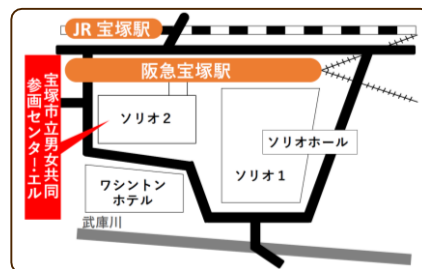 JR 宝塚駅
阪急宝塚駅
宝塚市立男女共同
参画センター・エル
ソリオ2
ソリオホール
ソリオ1
ワシントン
ホテル
武庫川